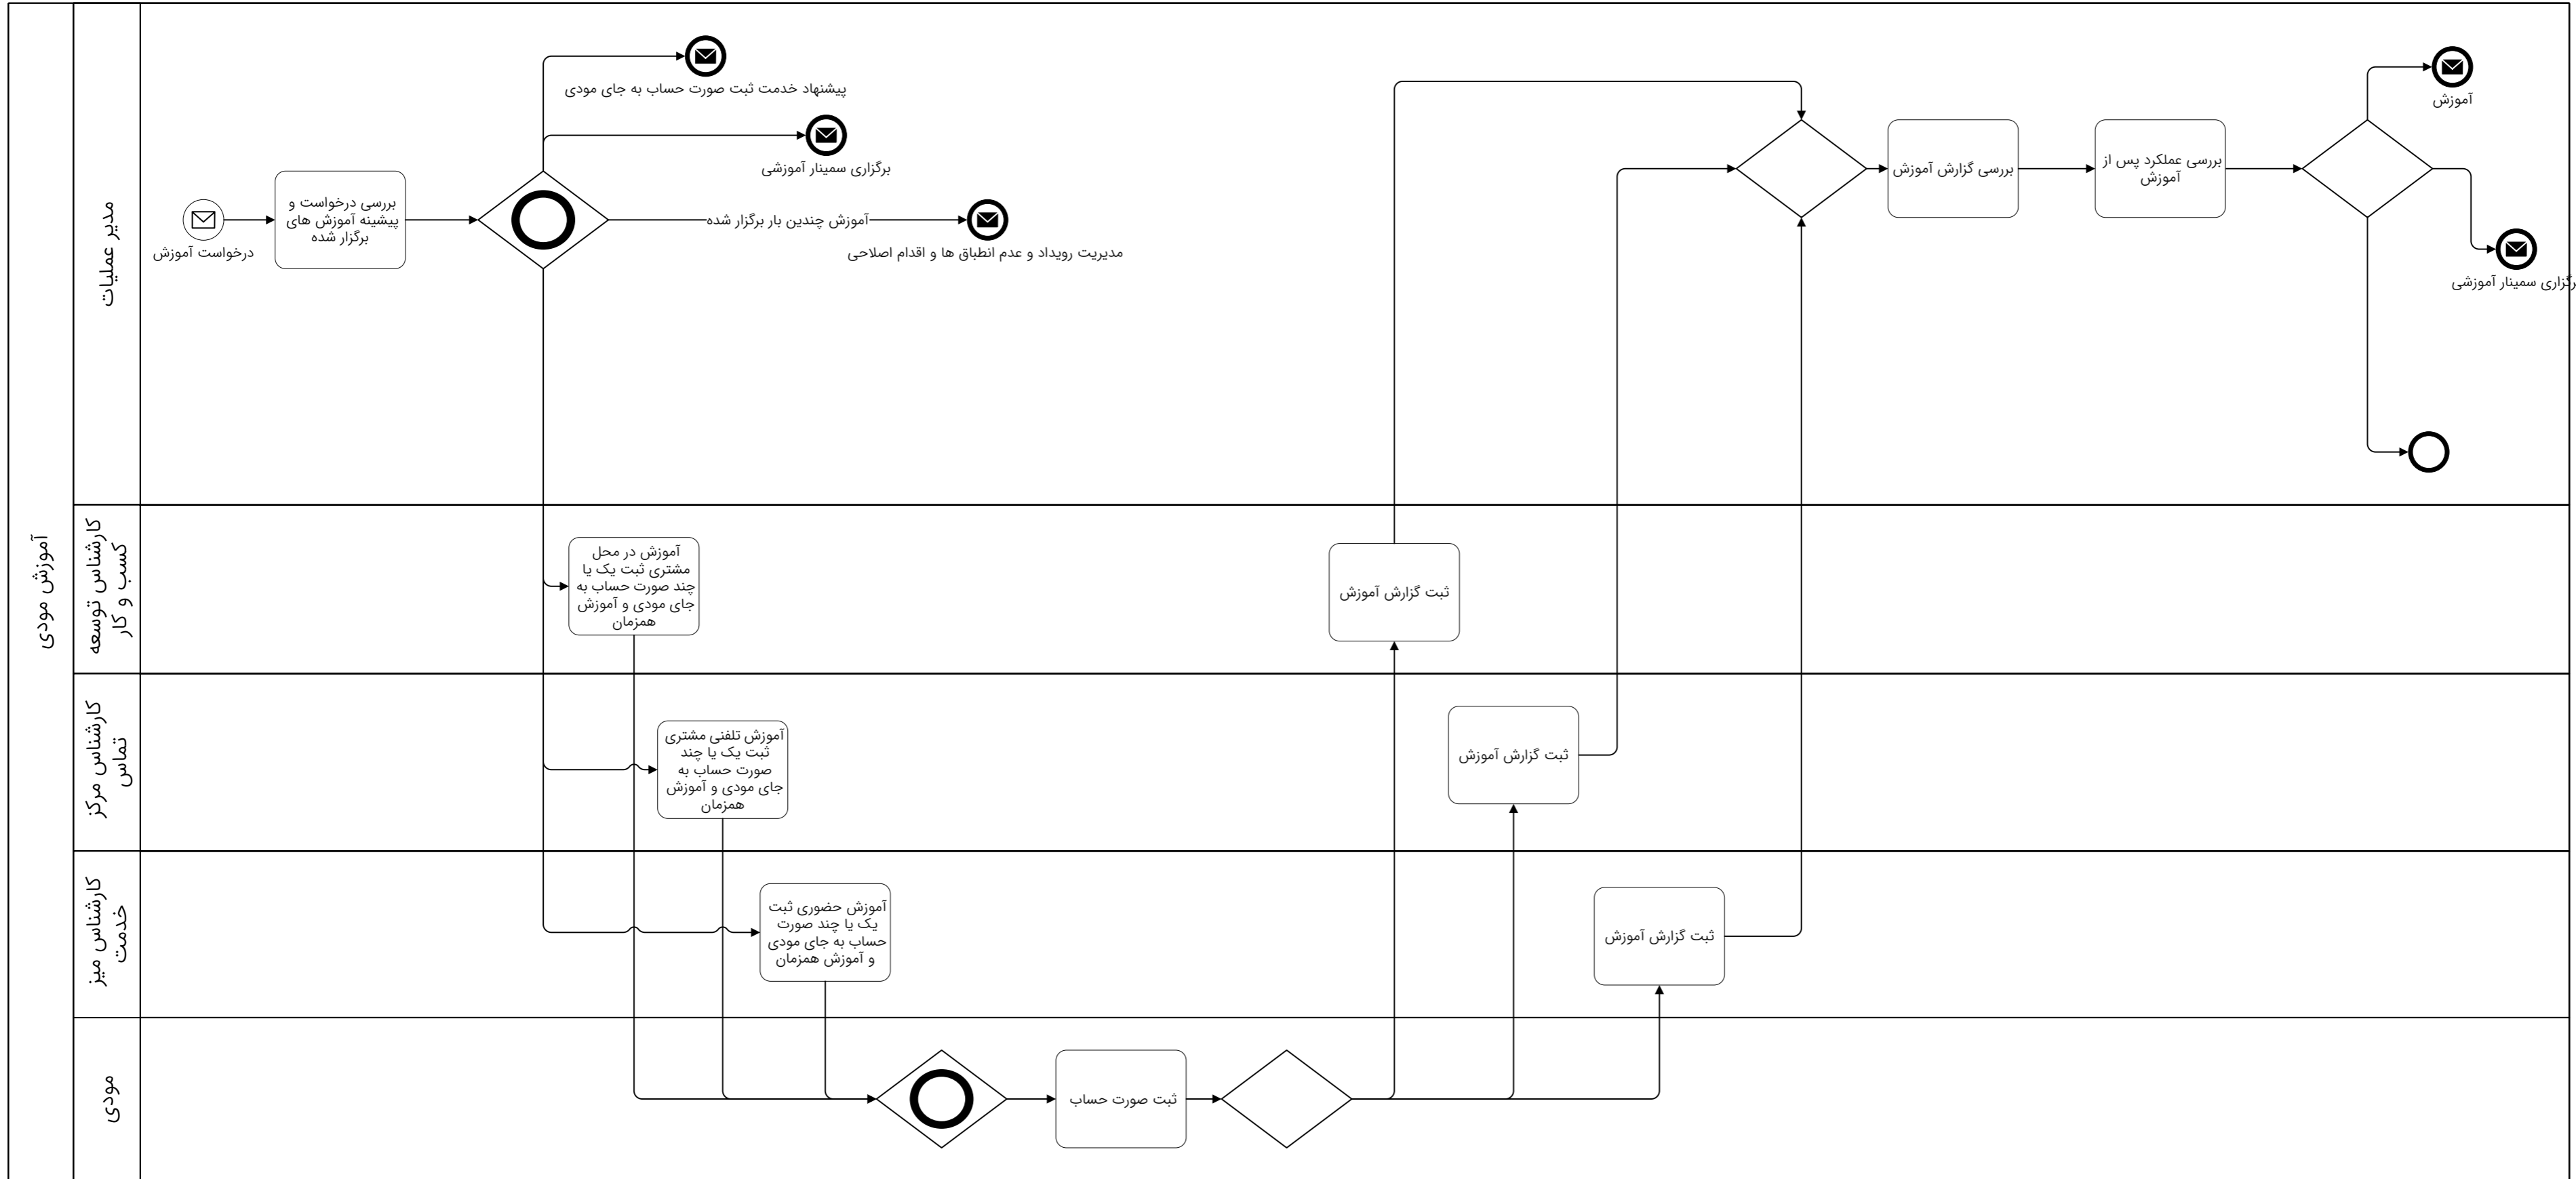 آموزش مودی
مدیر عملیات
درخواست آموزش
بررسی درخواست و
پیشینه آموزش های
برگزار شده
پیشنهاد خدمت ثبت صورت حساب به جای مودی
برگزاری سمینار آموزشی
آموزش چندین بار برگزار شده
مدیریت رویداد و عدم انطباق ها و اقدام اصلاحی
بررسی گزارش آموزش
بررسی عملکرد پس از
آموزش
آموزش
برگزاری سمینار آموزشی
کارشناس توسعه
کسب و کار
آموزش در محل
مشتری ثبت یک یا
چند صورت حساب به
جای مودی و آموزش
همزمان
ثبت گزارش آموزش
کارشناس مرکز
تماس
آموزش تلفنی مشتری
ثبت یک یا چند
صورت حساب به
جای مودی و آموزش
همزمان
ثبت گزارش آموزش
کارشناس میز
خدمت
آموزش حضوری ثبت
یک یا چند صورت
حساب به جای مودی
و آموزش همزمان
ثبت گزارش آموزش
مودی
ثبت صورت حساب